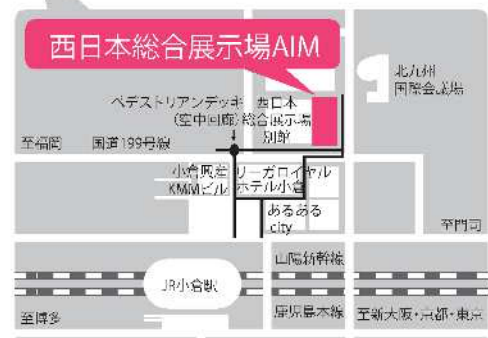 西日本総合展示場AIM
北九州
国際会議場
ペデストリアンデッキ
(空中回廊)
西日本
総合展示場
別館
至福岡
国道199号線
小倉興産
KMMビル
リーガロイヤル
ホテル小倉
あるある
city
至門司
山陽新幹線
JR小倉駅
鹿児島本線
至博多
至新大阪・京都・東京